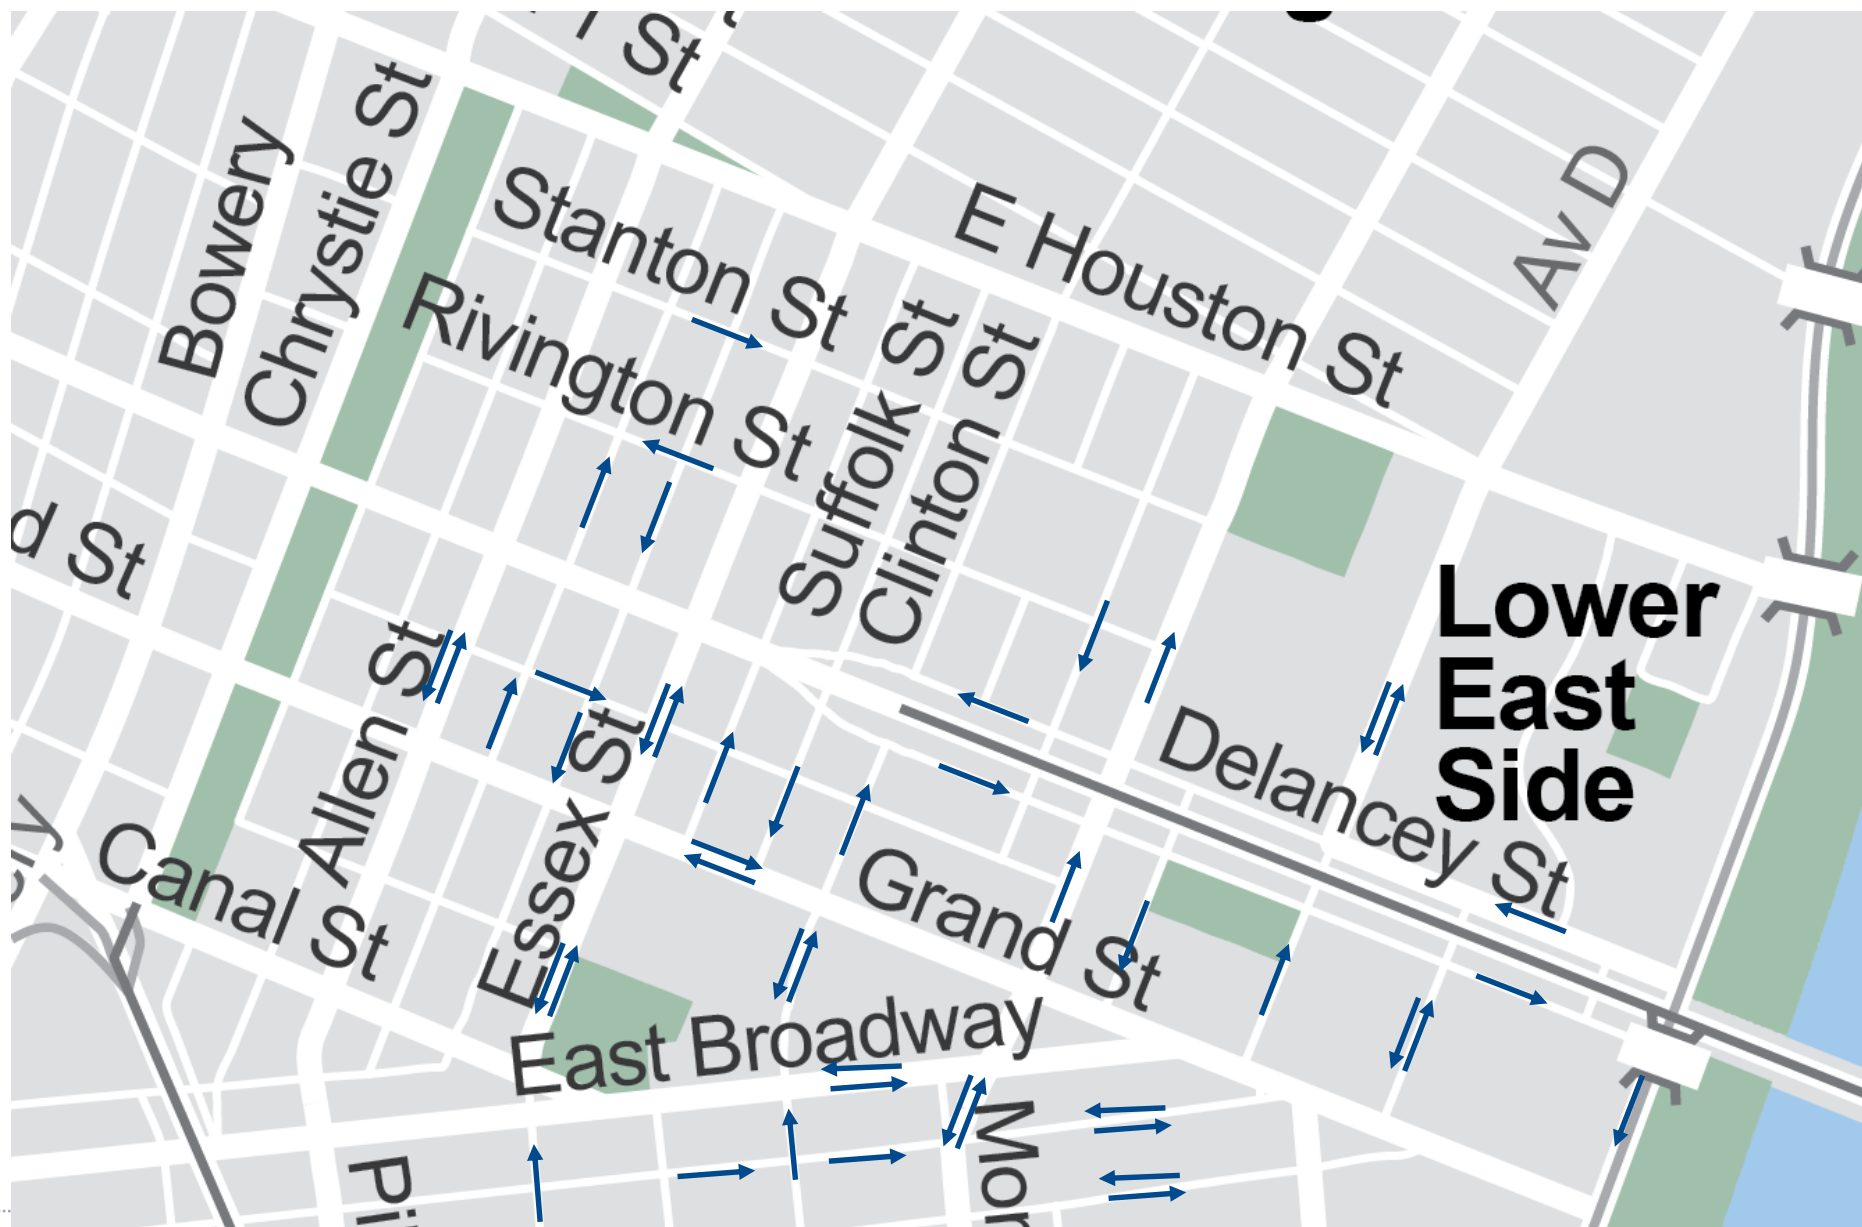 St
Chrystie St
Bowery
Stanton St
E Houston St
Av D
Rivington St
Suffolk St
Clinton St
d St
Lower
East
Side
Allen St
Essex St
Delancey St
Canal St
Grand St
East Broadway